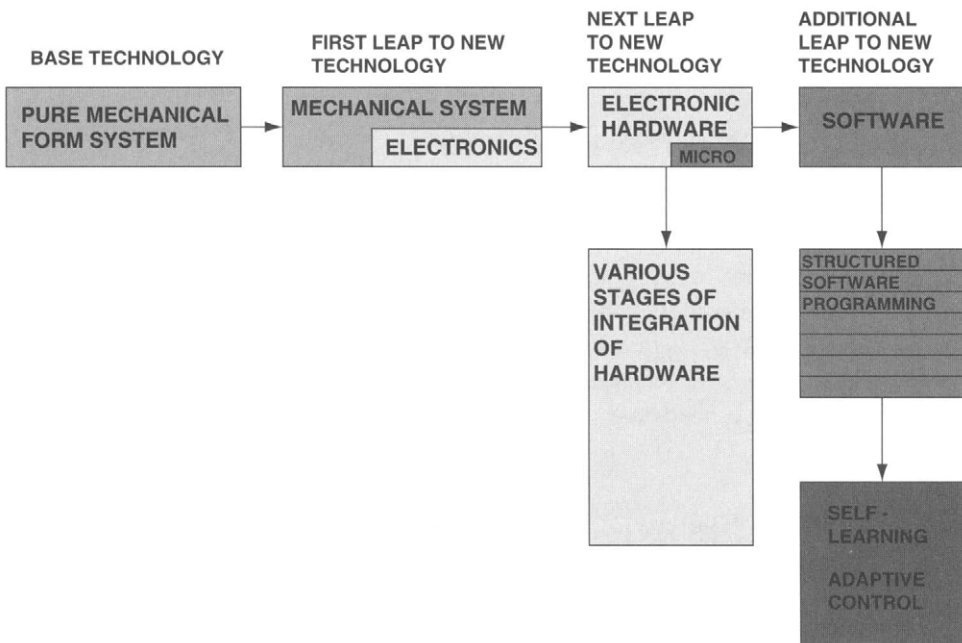 BASE TECHNOLOGY
PURE MECHANICAL
FORM SYSTEM
FIRST LEAP TO NEW
TECHNOLOGY
MECHANICAL SYSTEM
ELECTRONICS
NEXT LEAP
TO NEW
TECHNOLOGY
ELECTRONIC
HARDWARE
MICRO
VARIOUS
STAGES OF
INTEGRATION
OF
HARDWARE
ADDITIONAL
LEAP TO NEW
TECHNOLOGY
SOFTWARE
STRUCTURED
SOFTWARE
PROGRAMMING
SELF -
LEARNING
ADAPTIVE
CONTROL